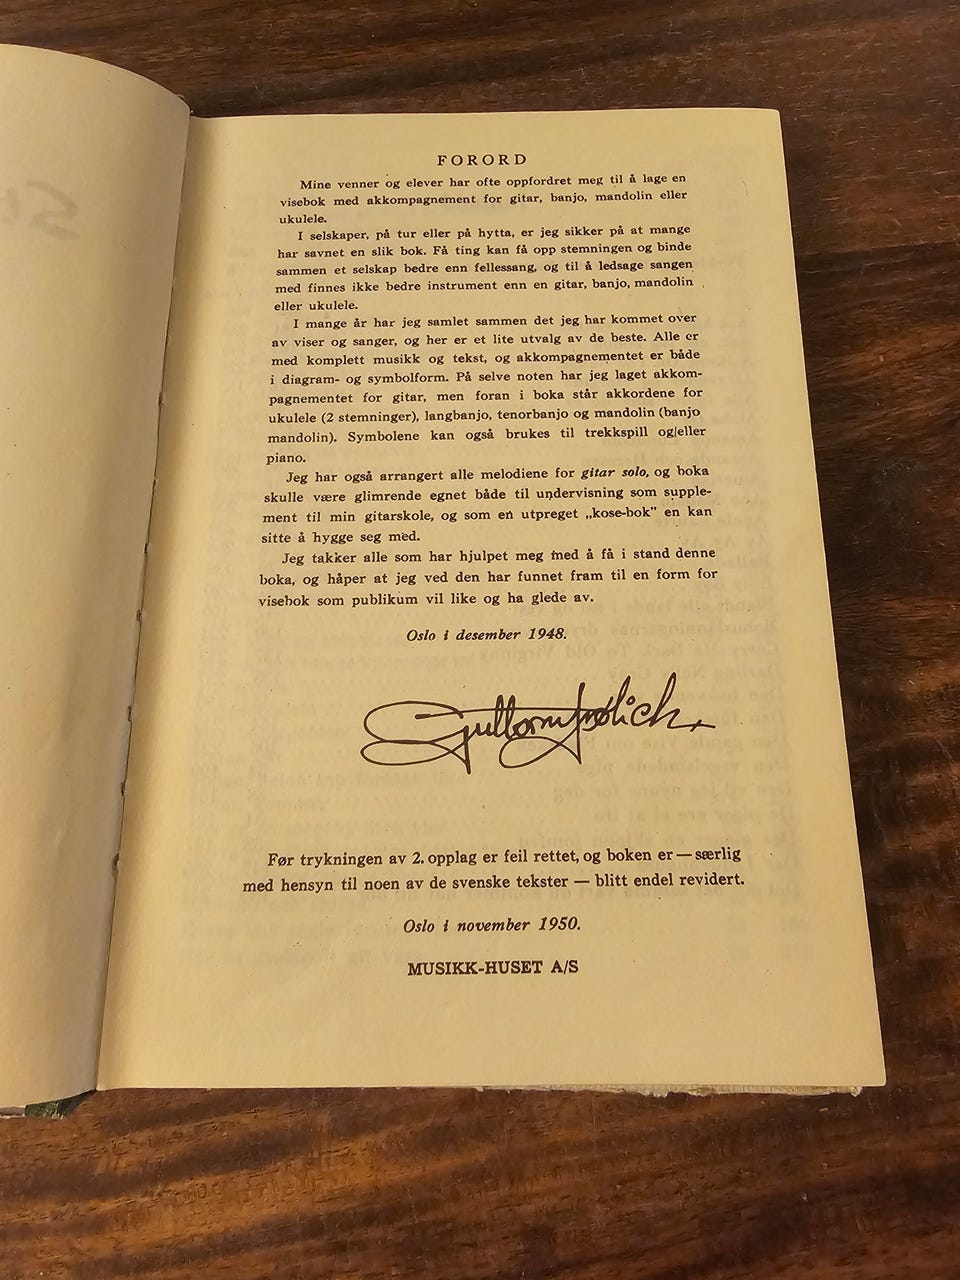 FORORD
Mine venner og elever har ofte oppfordret meg til å lage en
visebok med akkompagnement for gitar, banjo, mandolin eller
ukulele.
I selskaper, på tur eller på hytta, er jeg sikker på at mange
har savnet en slik bok. Få ting kan få opp stemningen og binde
sammen et selskap bedre enn fellessang, og til å ledsage sangen
med finnes ikke bedre instrument enn en gitar, banjo, mandolin
eller ukulele.
I mange år har jeg samlet sammen det jeg har kommet over
av viser og sanger, og her er et lite utvalg av de beste. Alle er
med komplett musikk og tekst, og akkompagnementet er både
i diagram- og symbolform. På selve noten har jeg laget akkom-
pagnementet for gitar, men foran i boka står akkordene for
ukulele (2 stemninger), langbanjo, tenorbanjo og mandolin (banjo
mandolin). Symbolene kan også brukes til trekkspill og/eller
piano.
Jeg har også arrangert alle melodiene for gitar solo, og boka
skulle være glimrende egnet både til undervisning som supple-
ment til min gitarskole, og som en utpreget „kose-bok” en kan
sitte å hygge seg med.
Jeg takker alle som har hjulpet meg med å få i stand denne
boka, og håper at jeg ved den har funnet fram til en form for
visebok som publikum vil like og ha glede av.
Oslo i desember 1948.
Guttorm Frølich
Før trykningen av 2. opplag er feil rettet, og boken er — særlig
med hensyn til noen av de svenske tekster — blitt endel revidert.
Oslo i november 1950.
MUSIKK-HUSET A/S